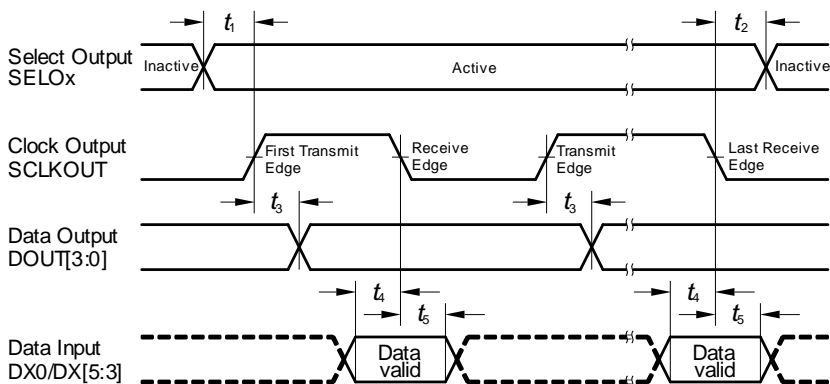 t1
t2
Select Output
SELOx
Inactive
Active
Inactive
Clock Output
SCLKOUT
First Transmit
Edge
Receive
Edge
Transmit
Edge
Last Receive
Edge
t3
t3
Data Output
DOUT[3:0]
t4
t5
t4
t5
Data Input
DX0/DX[5:3]
Data
valid
Data
valid